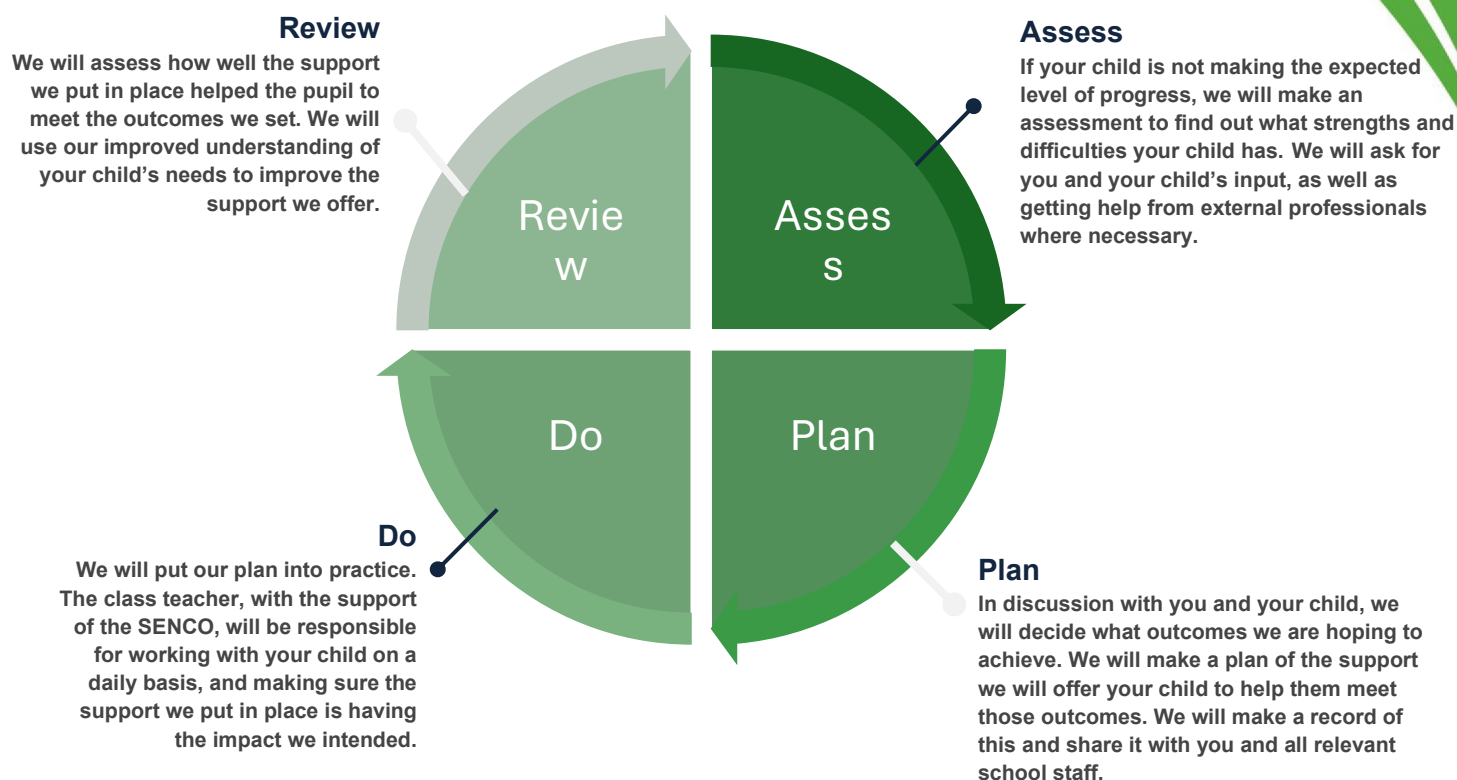 Review
We will assess how well the support
we put in place helped the pupil to
meet the outcomes we set. We will
use our improved understanding of
your child’s needs to improve the
support we offer.
Assess
If your child is not making the expected
level of progress, we will make an
assessment to find out what strengths and
difficulties your child has. We will ask for
you and your child’s input, as well as
getting help from external professionals
where necessary.
Revie
w
Asses
s
Do
Plan
Do
We will put our plan into practice.
The class teacher, with the support
of the SENCO, will be responsible
for working with your child on a
daily basis, and making sure the
support we put in place is having
the impact we intended.
Plan
In discussion with you and your child, we
will decide what outcomes we are hoping to
achieve. We will make a plan of the support
we will offer your child to help them meet
those outcomes. We will make a record of
this and share it with you and all relevant
school staff.